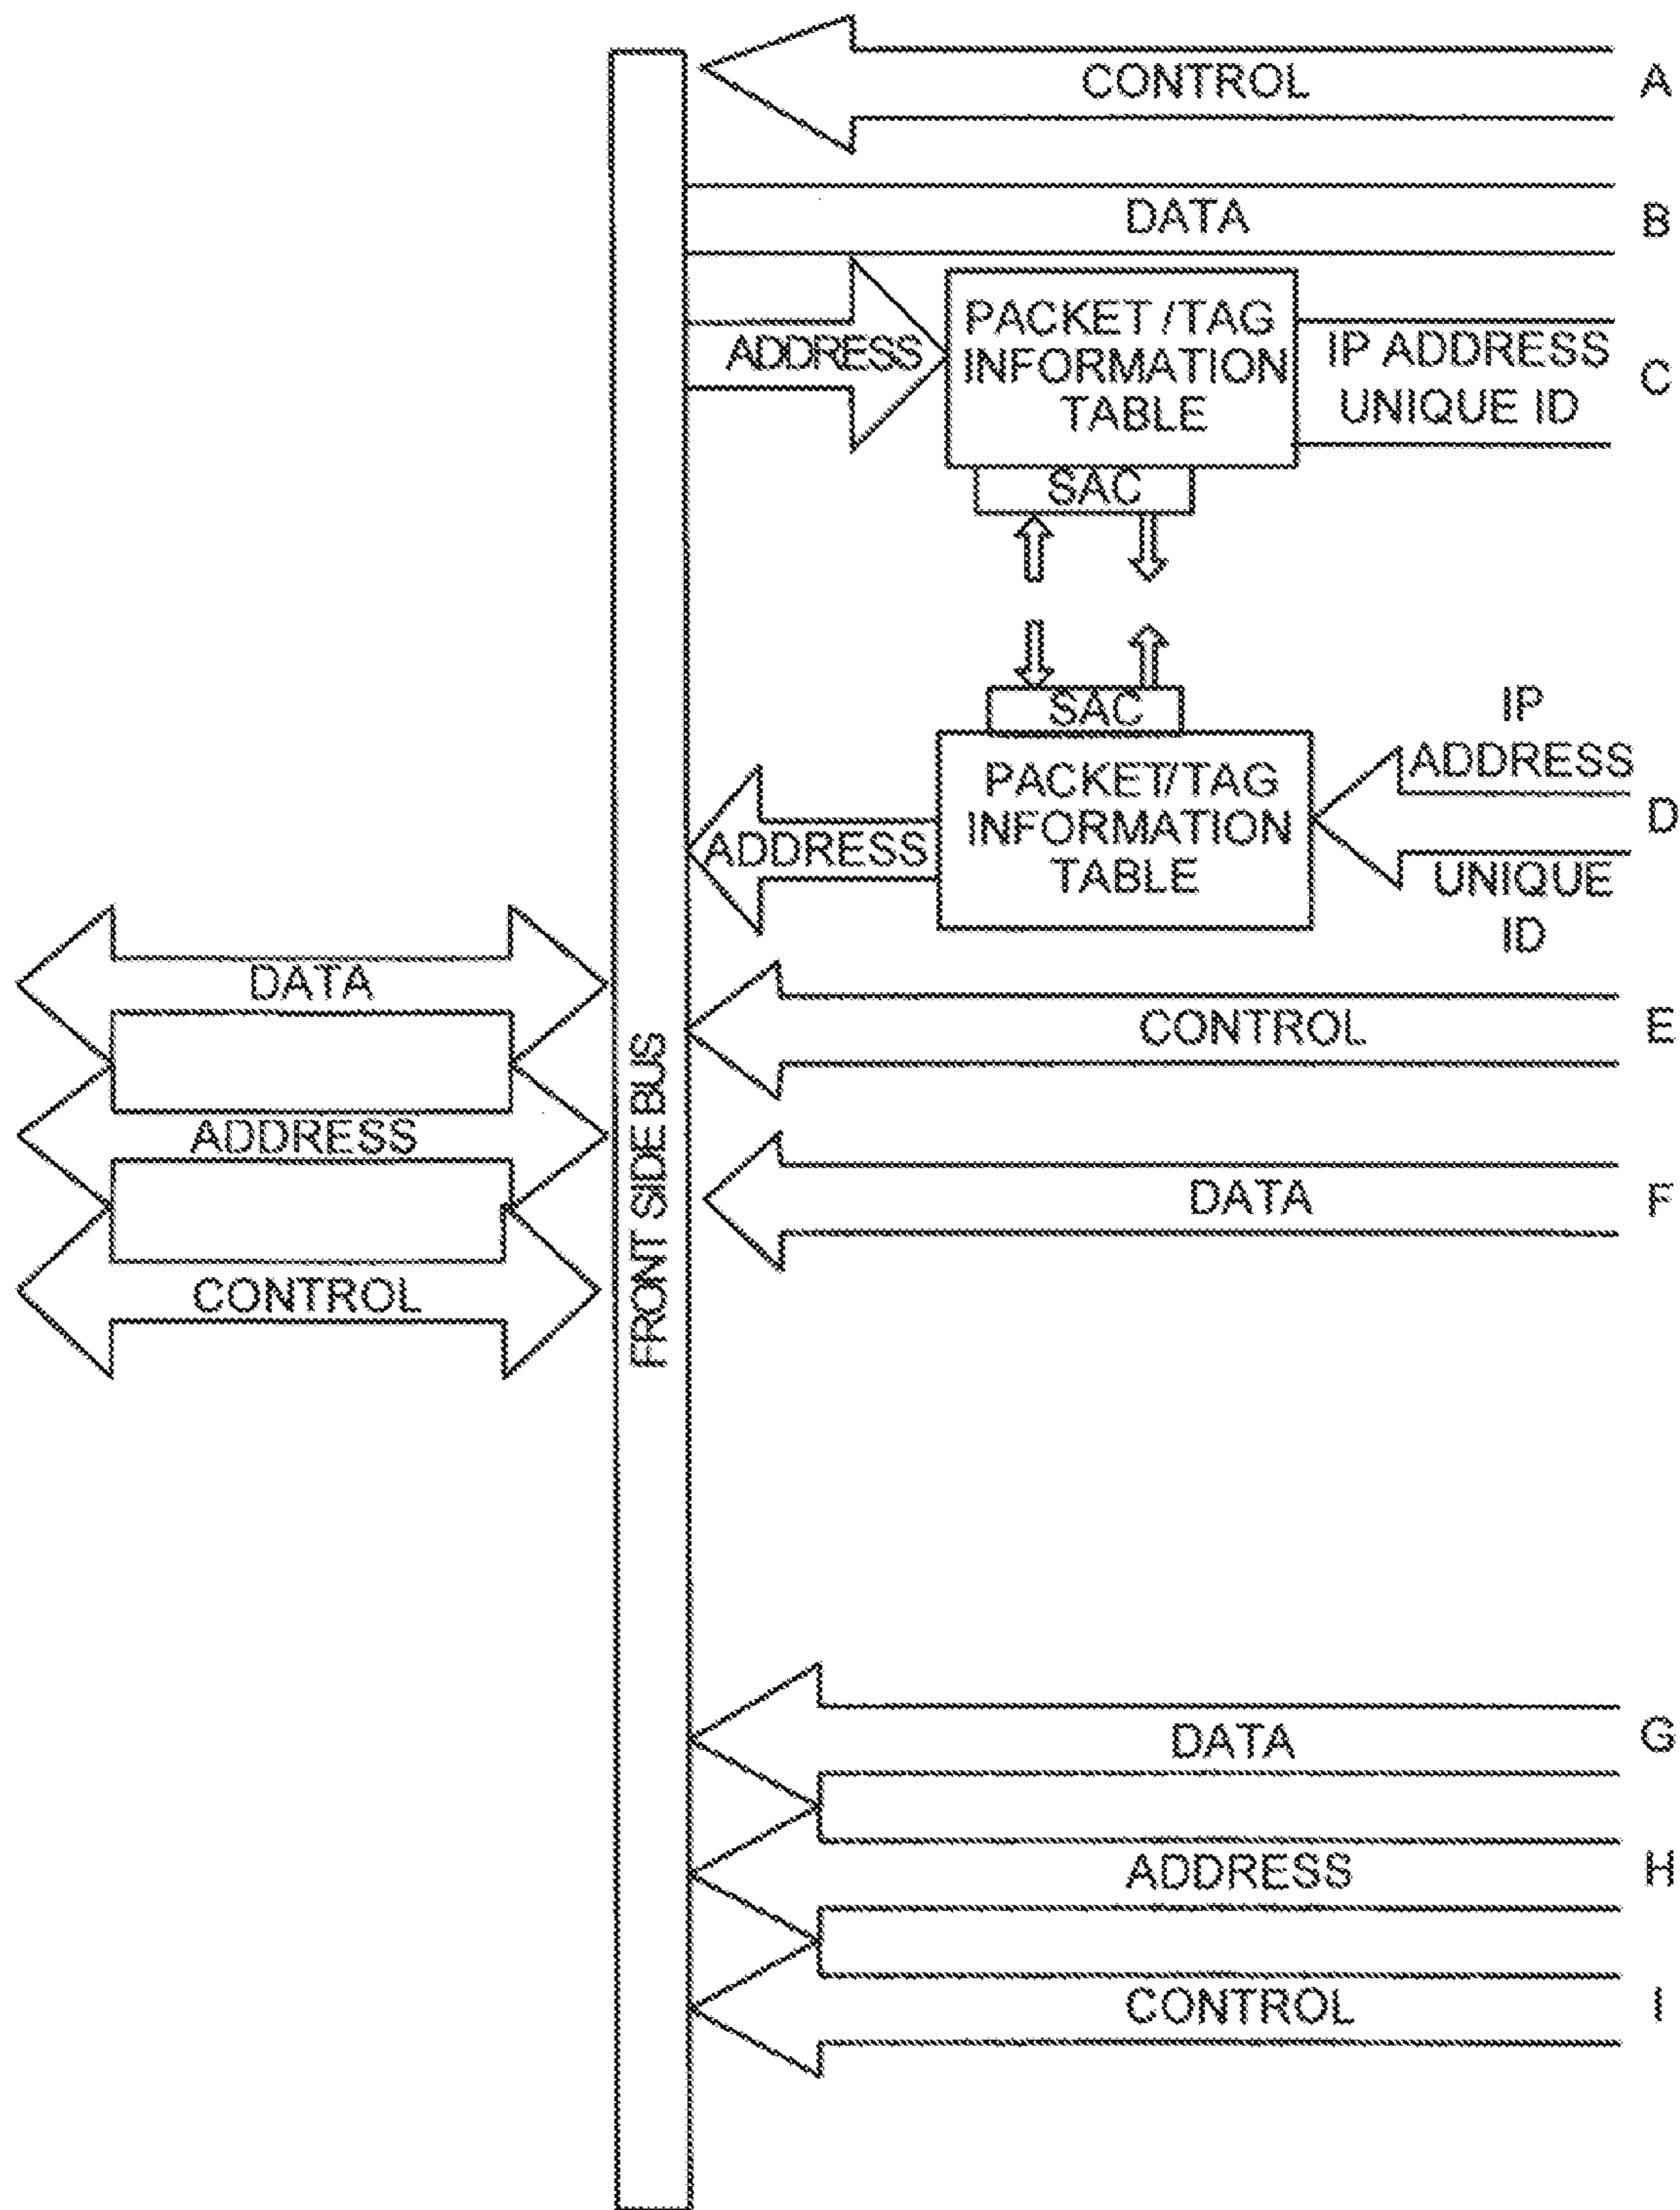 CONTROL A
DATA B
ADDRESS
PACKET /TAG
INFORMATION
TABLE
IP ADDRESS
UNIQUE ID
C
SAC
SAC
PACKET/TAG
INFORMATION
TABLE
ADDRESS
IP
ADDRESS
D
UNIQUE
ID
DATA
ADDRESS
CONTROL
FRONT SIDE BUS
CONTROL E
DATA F
DATA G
ADDRESS H
CONTROL I